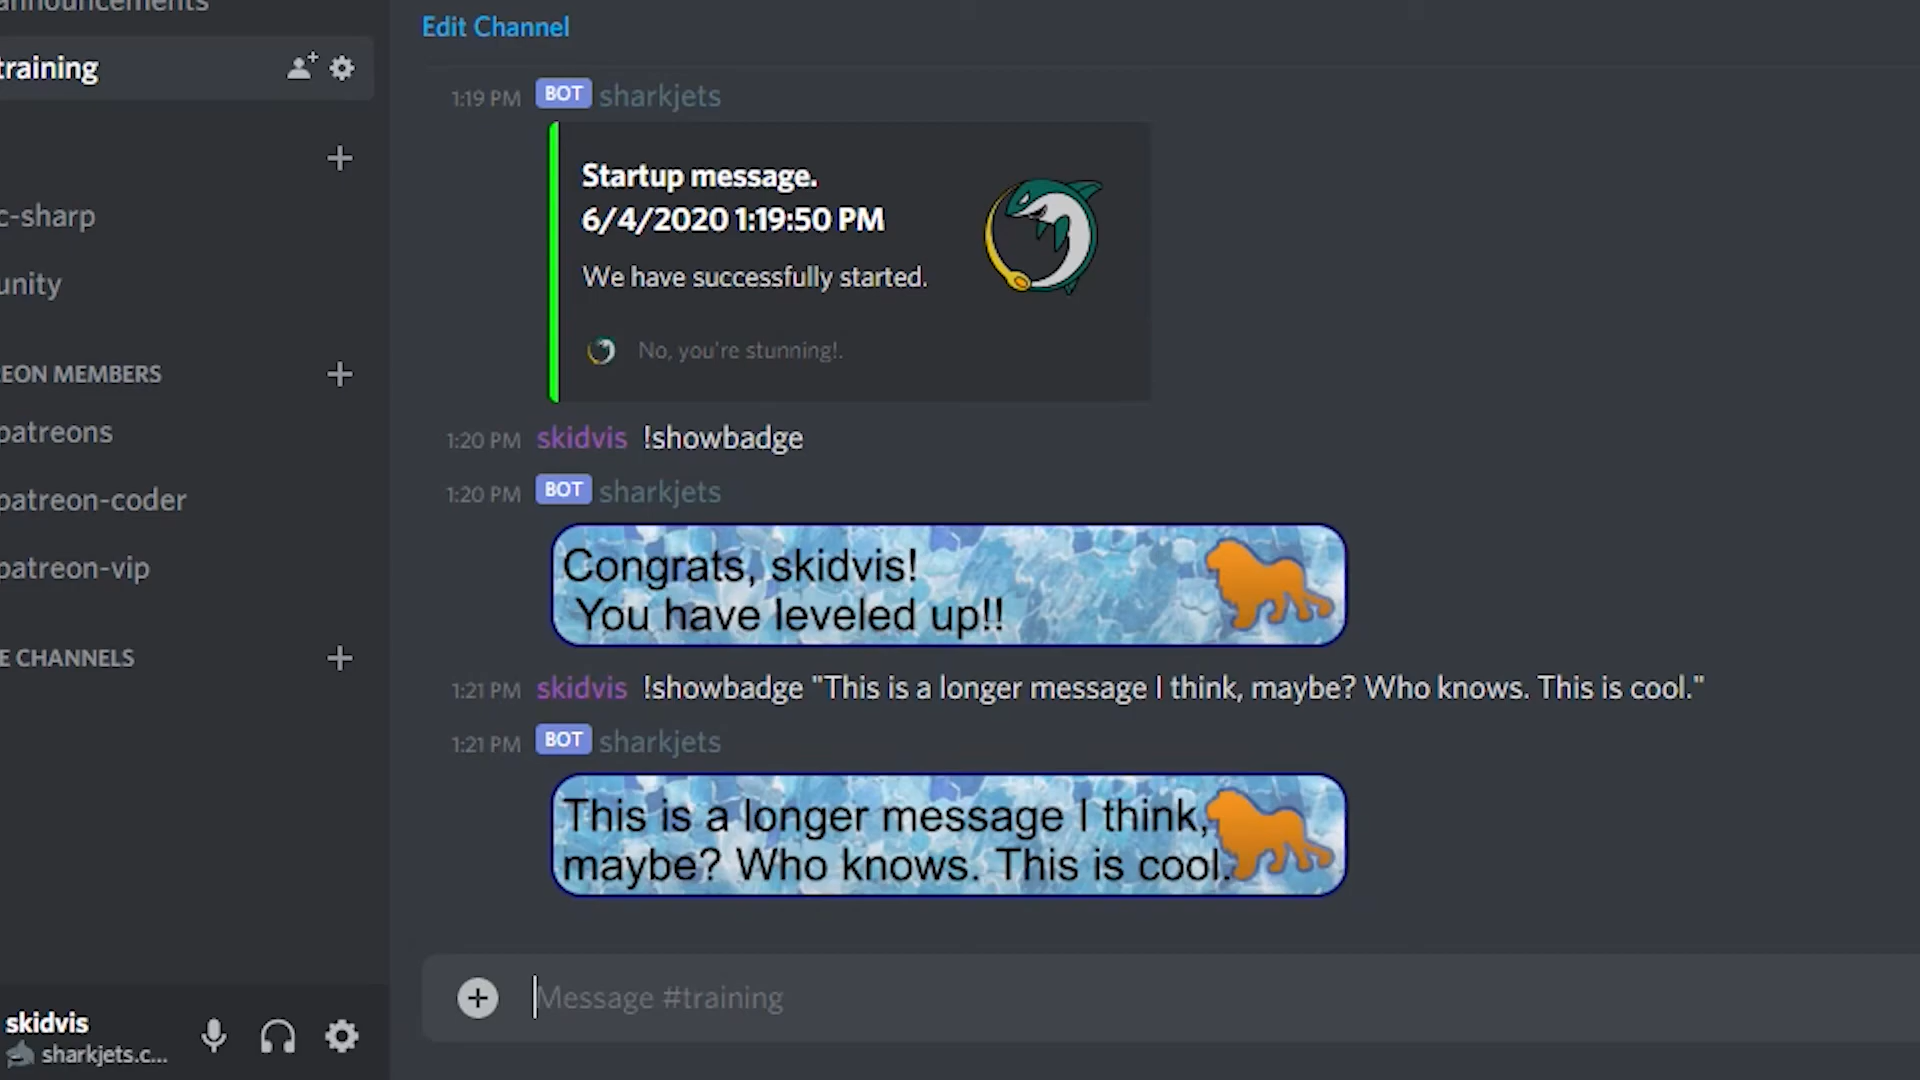 announcements
training
c-sharp
unity
EON MEMBERS
patreons
patreon-coder
patreon-vip
E CHANNELS
skidvis
sharkjets.c...
Edit Channel
1:19 PM BOT sharkjets
Startup message.
6/4/2020 1:19:50 PM
We have successfully started.
No, you're stunning!.
1:20 PM skidvis !showbadge
1:20 PM BOT sharkjets
Congrats, skidvis!
You have leveled up!!
1:21 PM skidvis !showbadge "This is a longer message I think, maybe? Who knows. This is cool."
1:21 PM BOT sharkjets
This is a longer message I think,
maybe? Who knows. This is cool.
Message #training